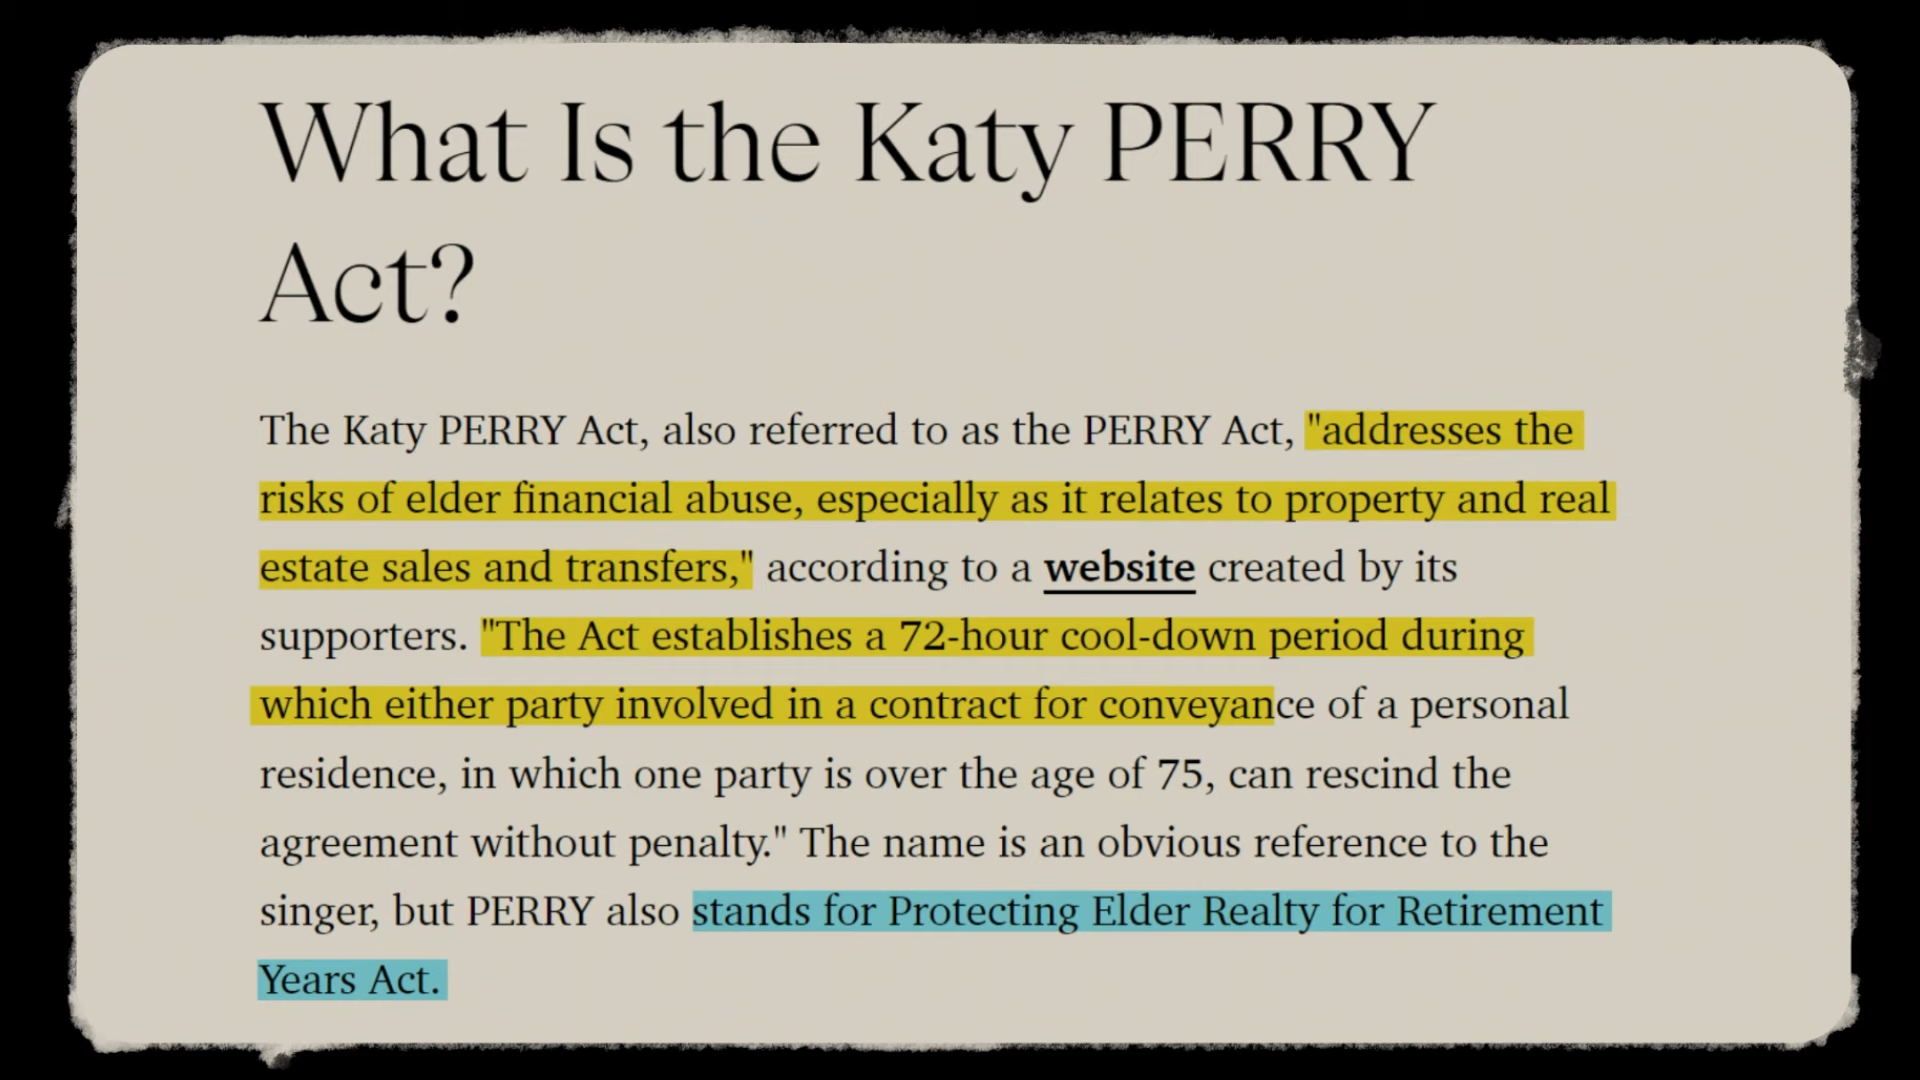 What Is the Katy PERRY
Act?
The Katy PERRY Act, also referred to as the PERRY Act, "addresses the
risks of elder financial abuse, especially as it relates to property and real
estate sales and transfers," according to a website created by its
supporters. "The Act establishes a 72-hour cool-down period during
which either party involved in a contract for conveyance of a personal
residence, in which one party is over the age of 75, can rescind the
agreement without penalty." The name is an obvious reference to the
singer, but PERRY also stands for Protecting Elder Realty for Retirement
Years Act.